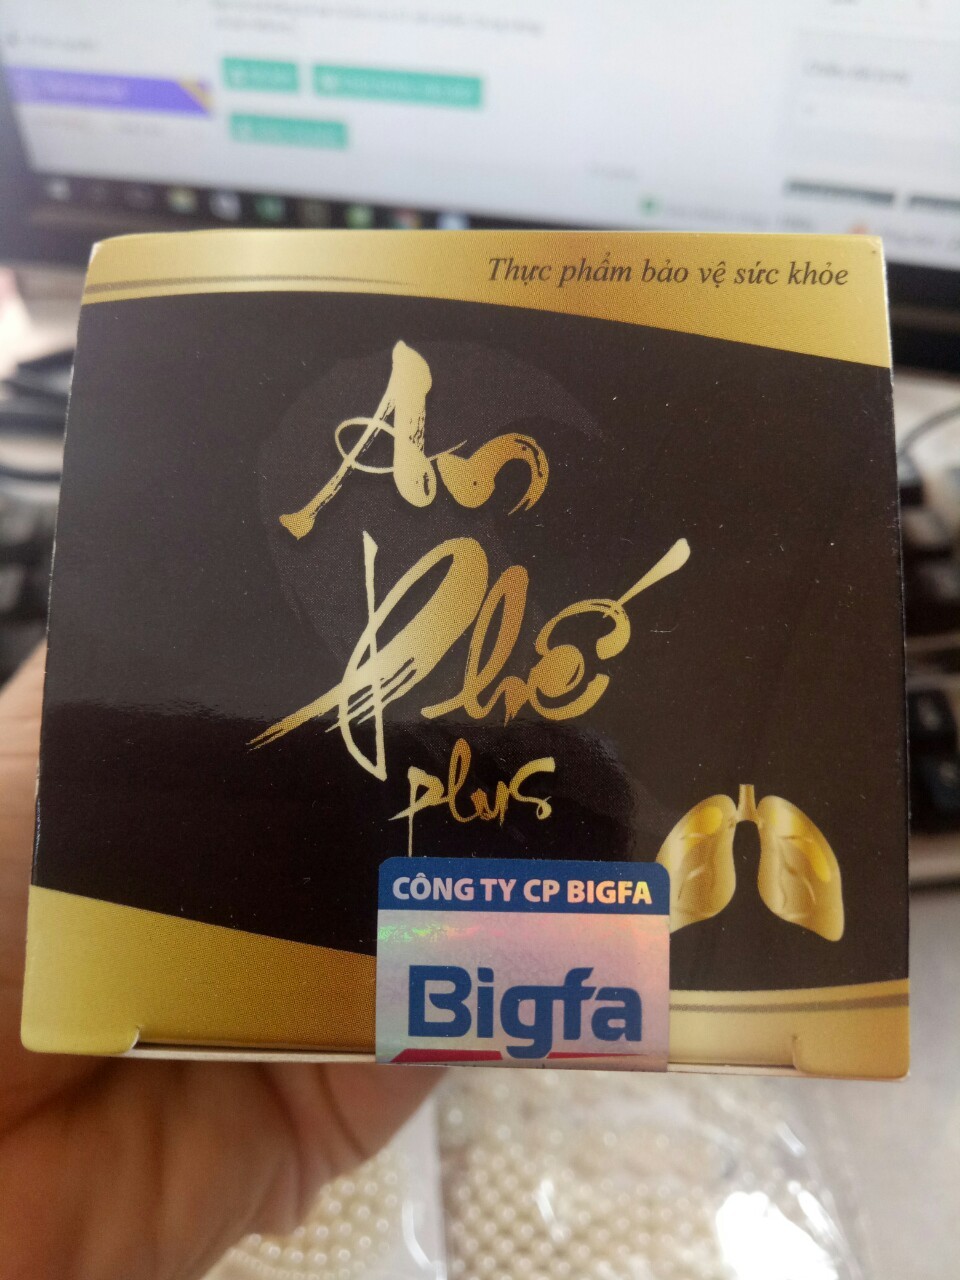 Thực phẩm bảo vệ sức khỏe
An
Phế
plus
CÔNG TY CP BIGFA
Bigfa